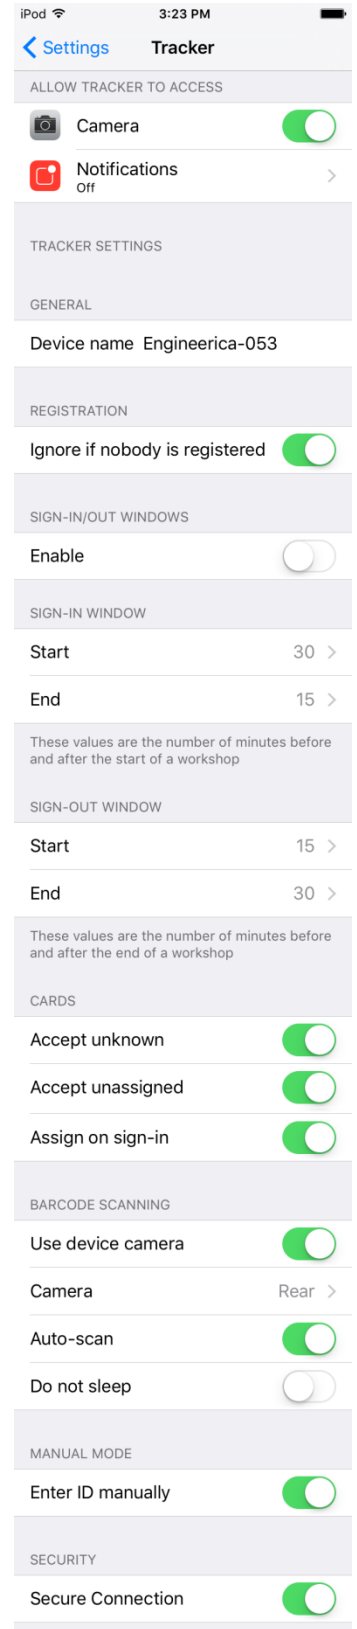 iPod 3:23 PM
Settings Tracker
ALLOW TRACKER TO ACCESS
Camera
Notifications
Off
TRACKER SETTINGS
GENERAL
Device name Engineerica-053
REGISTRATION
Ignore if nobody is registered
SIGN-IN/OUT WINDOWS
Enable
SIGN-IN WINDOW
Start 30
End 15
These values are the number of minutes before
and after the start of a workshop
SIGN-OUT WINDOW
Start 15
End 30
These values are the number of minutes before
and after the end of a workshop
CARDS
Accept unknown
Accept unassigned
Assign on sign-in
BARCODE SCANNING
Use device camera
Camera Rear
Auto-scan
Do not sleep
MANUAL MODE
Enter ID manually
SECURITY
Secure Connection